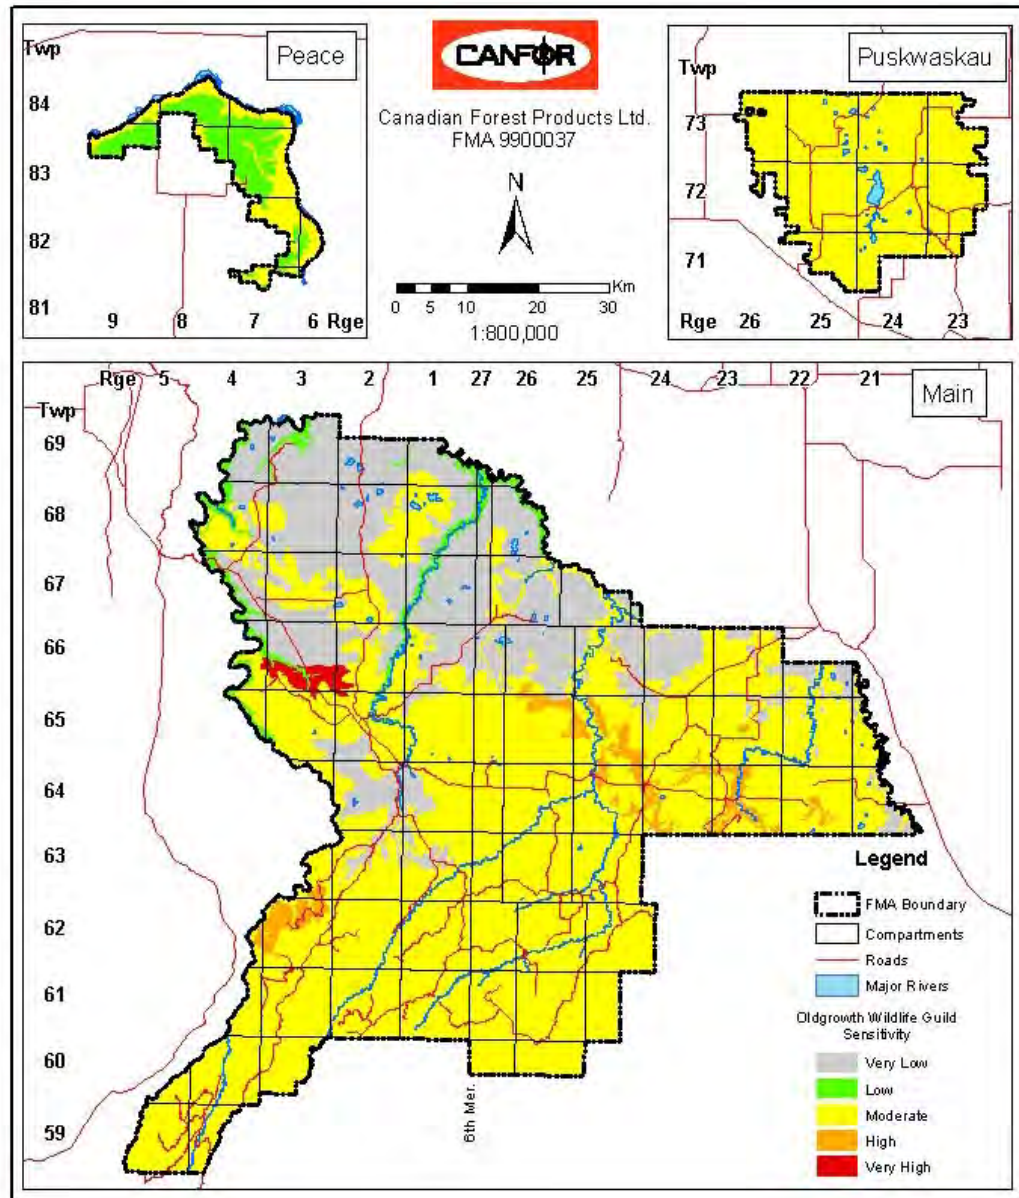 Peace
Twp
84
83
82
81
9 8 7 6 Rge
CANFOR
Canadian Forest Products Ltd.
FMA 9900037
N
0 5 10 20 30 Km
1:800,000
Puskwaskau
Twp
73
72
71
Rge 26 25 24 23
Main
Rge 5 4 3 2 1 27 26 25 24 23 22 21
Twp
69
68
67
66
65
64
63
62
61
60
59
6th Mer.
Legend
FMA Boundary
Compartments
Roads
Major Rivers
Oldgrowth Wildlife Guild
Sensitivity
Very Low
Low
Moderate
High
Very High